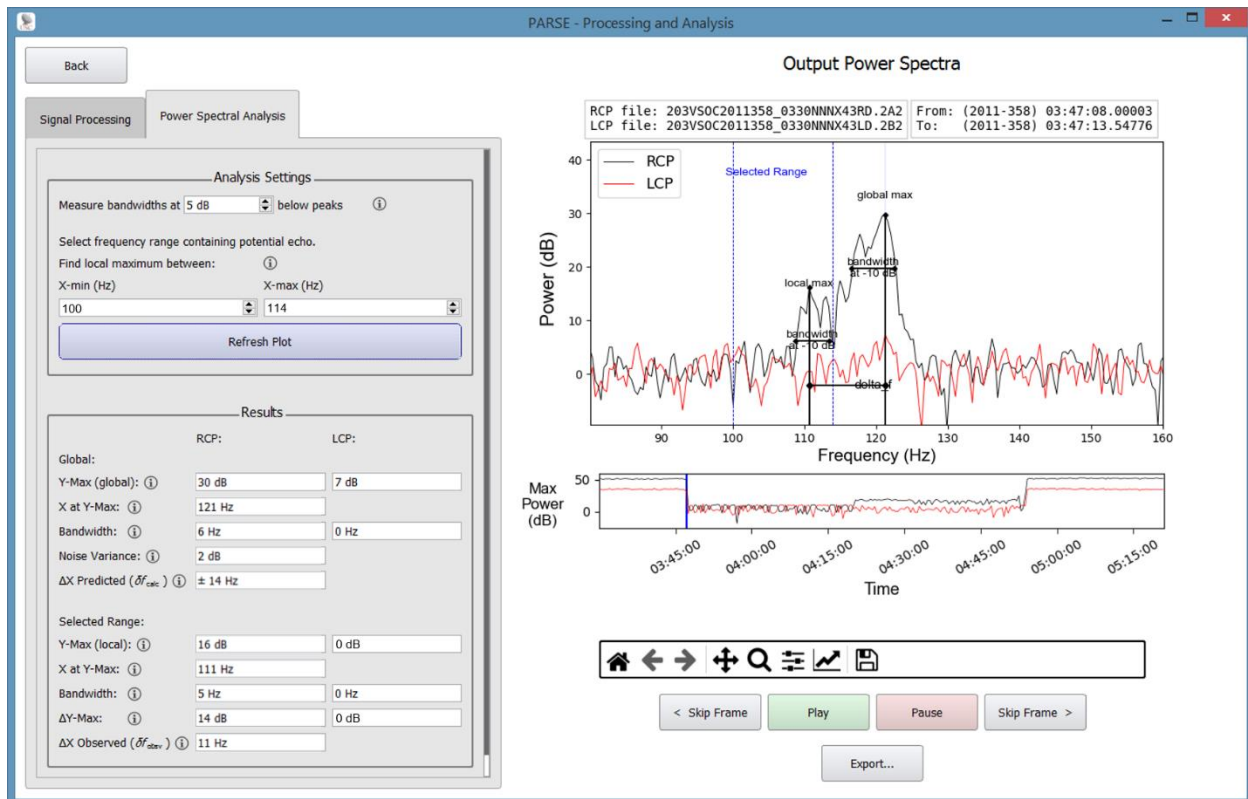 PARSE - Processing and Analysis
Back
Signal Processing
Power Spectral Analysis
Analysis Settings
Measure bandwidths at 5 dB below peaks
Select frequency range containing potential echo.
Find local maximum between:
X-min (Hz) X-max (Hz)
100 114
Refresh Plot
Results
RCP: LCP:
Global:
Y-Max (global): 30 dB 7 dB
X at Y-Max: 121 Hz
Bandwidth: 6 Hz 0 Hz
Noise Variance: 2 dB
ΔX Predicted (δf calc) ± 14 Hz
Selected Range:
Y-Max (local): 16 dB 0 dB
X at Y-Max: 111 Hz
Bandwidth: 5 Hz 0 Hz
ΔY-Max: 14 dB 0 dB
ΔX Observed (δf obsv) 11 Hz
Output Power Spectra
RCP file: 203VSOC2011358_0330NNNX43RD.2A2
LCP file: 203VSOC2011358_0330NNNX43LD.2B2
From: (2011-358) 03:47:08.00003
To: (2011-358) 03:47:13.54776
RCP
LCP
Selected Range
global max
bandwidth
at -10 dB
local max
bandwidth
at -10 dB
delta_f
Power (dB)
40
30
20
10
0
90 100 110 120 130 140 150 160
Frequency (Hz)
Max
Power
(dB)
50
0
03:45:00 04:00:00 04:15:00 04:30:00 04:45:00 05:00:00 05:15:00
Time
< Skip Frame
Play
Pause
Skip Frame >
Export...